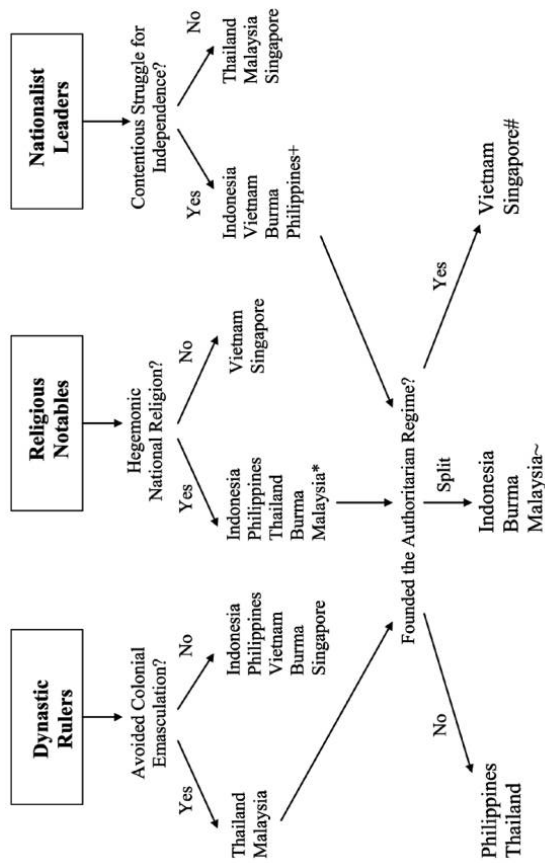 Dynastic
Rulers
Religious
Notables
Nationalist
Leaders
Avoided Colonial
Emasculation?
Hegemonic
National Religion?
Contentious Struggle for
Independence?
Yes
No
Yes
No
Yes
No
Thailand
Malaysia
Indonesia
Philippines
Vietnam
Burma
Singapore
Indonesia
Philippines
Thailand
Burma
Malaysia*
Vietnam
Singapore
Indonesia
Vietnam
Burma
Philippines+
Thailand
Malaysia
Singapore
Founded the Authoritarian Regime?
No
Split
Yes
Philippines
Thailand
Indonesia
Burma
Malaysia~
Vietnam
Singapore#